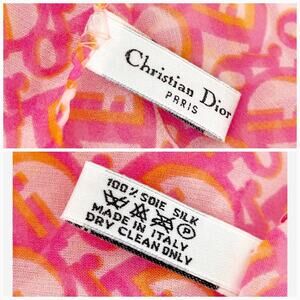 Christian Dior
PARIS
100% SOIE SILK
P
MADE IN ITALY
DRY CLEAN ONLY